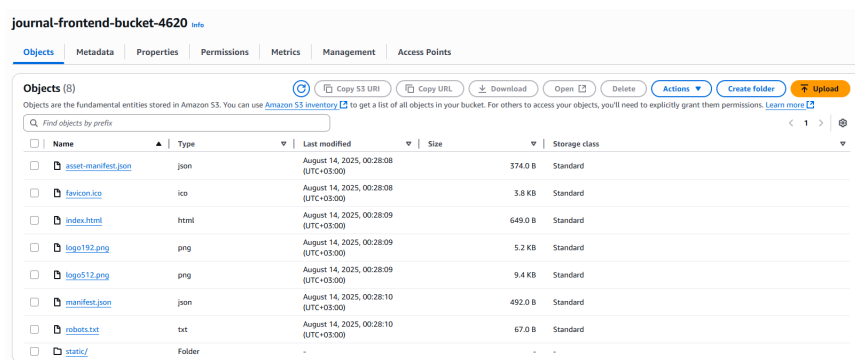 journal-frontend-bucket-4620 Info
Objects Metadata Properties Permissions Metrics Management Access Points
Objects (8) Copy S3 URI Copy URL Download Open Delete Actions Create folder Upload
Objects are the fundamental entities stored in Amazon S3. You can use Amazon S3 inventory to get a list of all objects in your bucket. For others to access your objects, you'll need to explicitly grant them permissions. Learn more
Find objects by prefix 1
Name Type Last modified Size Storage class
asset-manifest.json json August 14, 2025, 00:28:08 (UTC+03:00) 374.0 B Standard
favicon.ico ico August 14, 2025, 00:28:08 (UTC+03:00) 3.8 KB Standard
index.html html August 14, 2025, 00:28:09 (UTC+03:00) 649.0 B Standard
logo192.png png August 14, 2025, 00:28:09 (UTC+03:00) 5.2 KB Standard
logo512.png png August 14, 2025, 00:28:09 (UTC+03:00) 9.4 KB Standard
manifest.json json August 14, 2025, 00:28:10 (UTC+03:00) 492.0 B Standard
robots.txt txt August 14, 2025, 00:28:10 (UTC+03:00) 67.0 B Standard
static/ Folder - - -